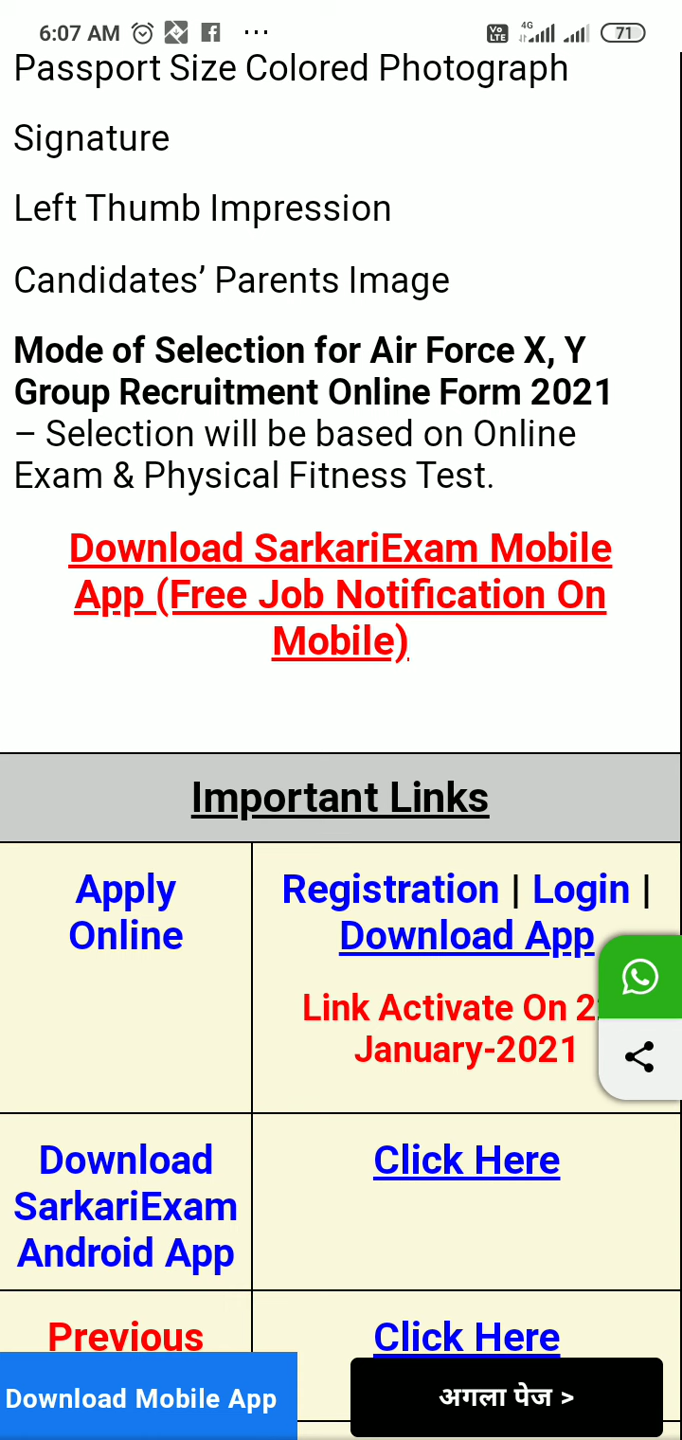 6:07 AM
Vo LTE 4G 71
Passport Size Colored Photograph
Signature
Left Thumb Impression
Candidates’ Parents Image
Mode of Selection for Air Force X, Y
Group Recruitment Online Form 2021
– Selection will be based on Online
Exam & Physical Fitness Test.
Download SarkariExam Mobile
App (Free Job Notification On
Mobile)
Important Links
Apply
Online
Registration | Login |
Download App
Link Activate On
January-2021
Download
SarkariExam
Android App
Click Here
Previous
Click Here
Download Mobile App
अगला पेज >